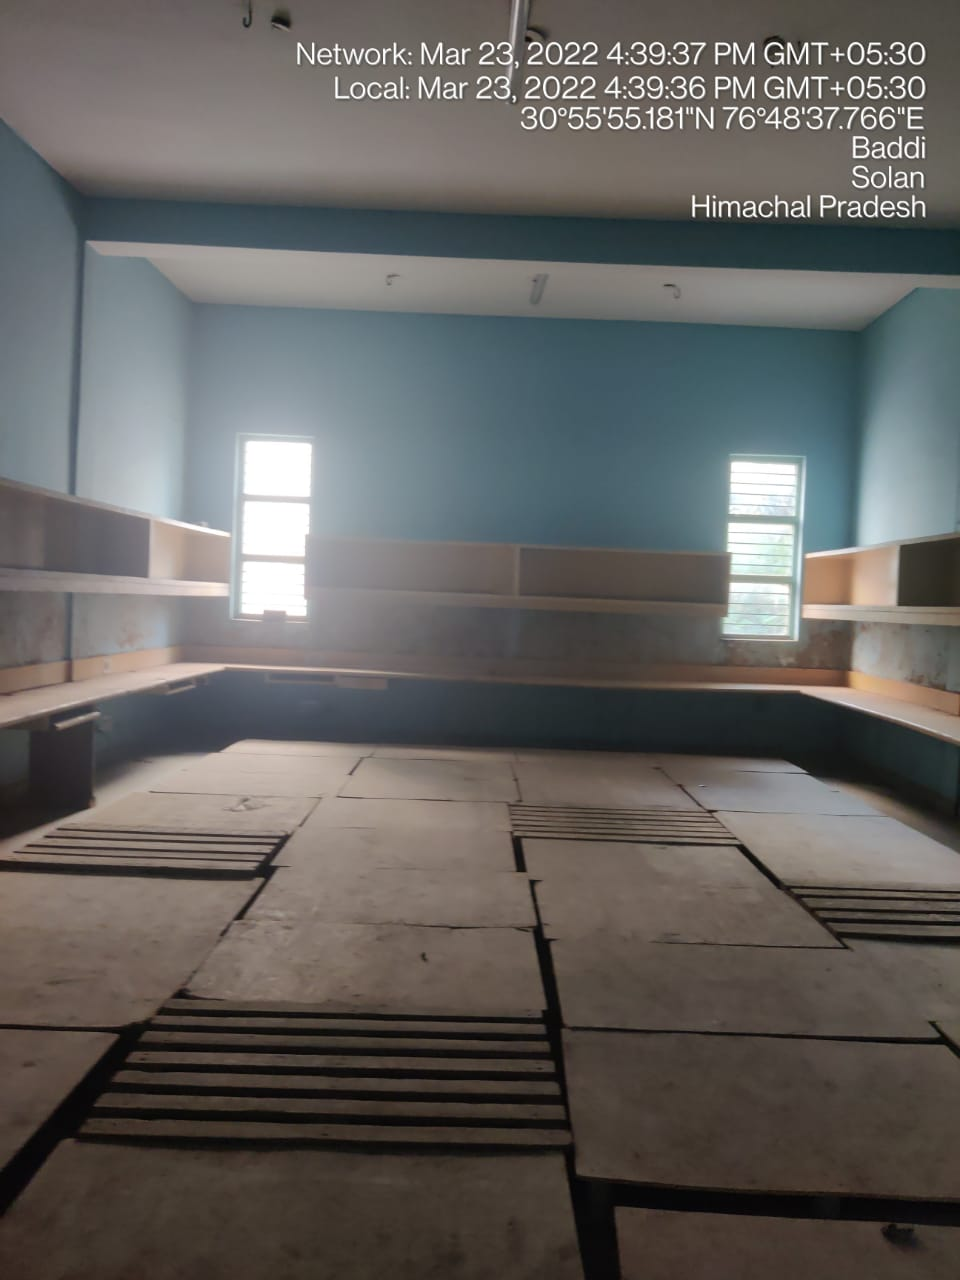 Network: Mar 23, 2022 4:39:37 PM GMT+05:30
Local: Mar 23, 2022 4:39:36 PM GMT+05:30
30°55'55.181"N 76°48'37.766"E
Baddi
Solan
Himachal Pradesh